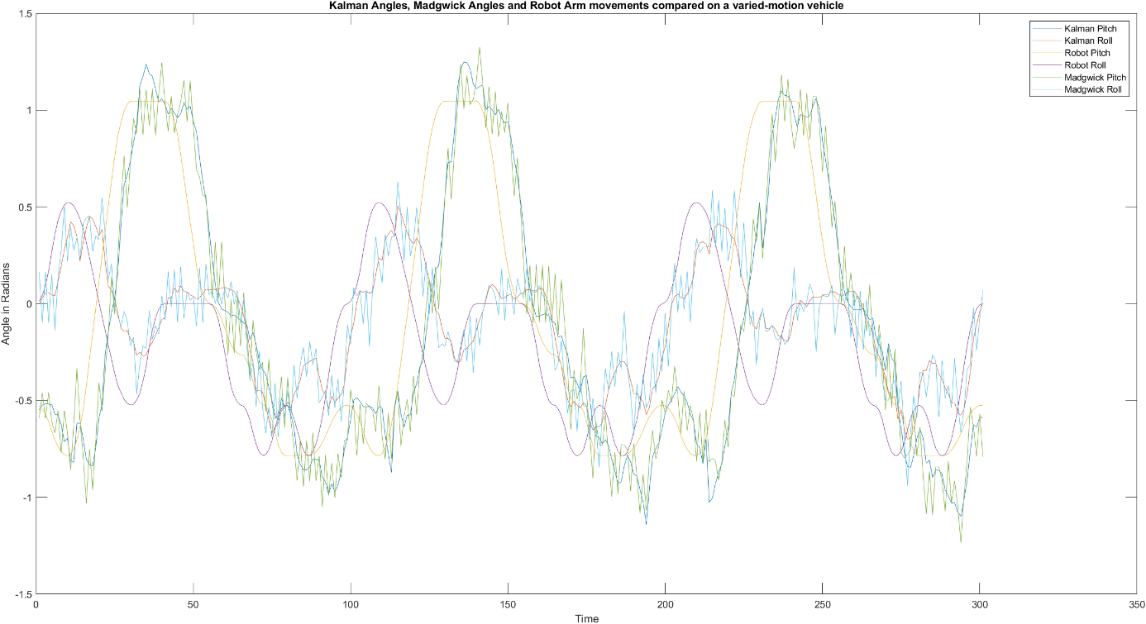 Kalman Angles, Madgwick Angles and Robot Arm movements compared on a varied-motion vehicle
1.5
1
0.5
0
-0.5
-1
-1.5
Angle in Radians
Kalman Pitch
Kalman Roll
Robot Pitch
Robot Roll
Madgwick Pitch
Madgwick Roll
0 50 100 150 200 250 300 350
Time